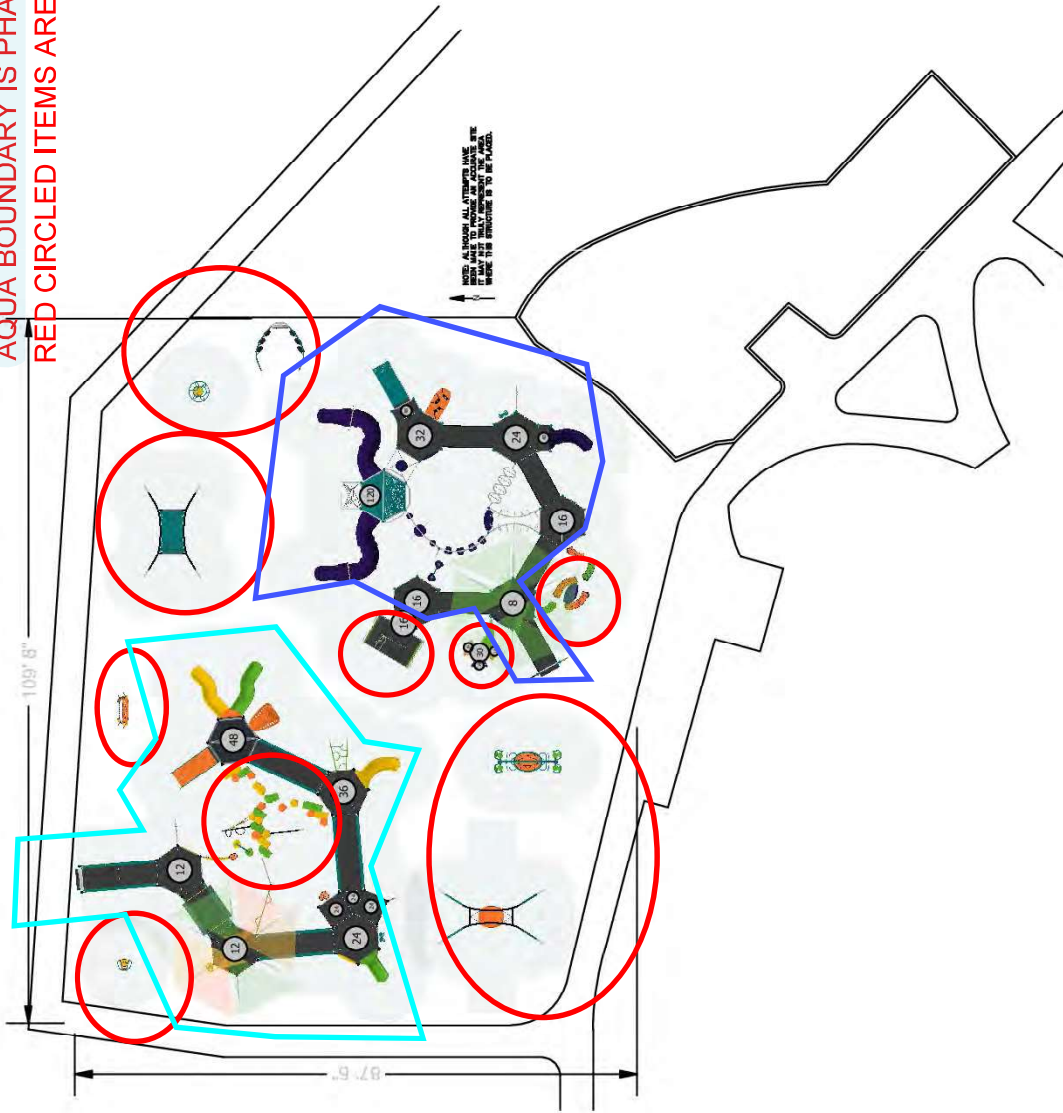 AQUA BOUNDARY IS PHA
RED CIRCLED ITEMS ARE
NOTE: ALTHOUGH ALL ATTEMPTS HAVE
BEEN MADE TO PROVIDE AN ACCURATE SITE
IT MAY NOT TRULY REPRESENT THE AREA
WHERE THIS STRUCTURE IS TO BE PLACED.
N
109' 8"
120
32
24
16
16
16
8
30
48
36
12
12
24
87' 6"